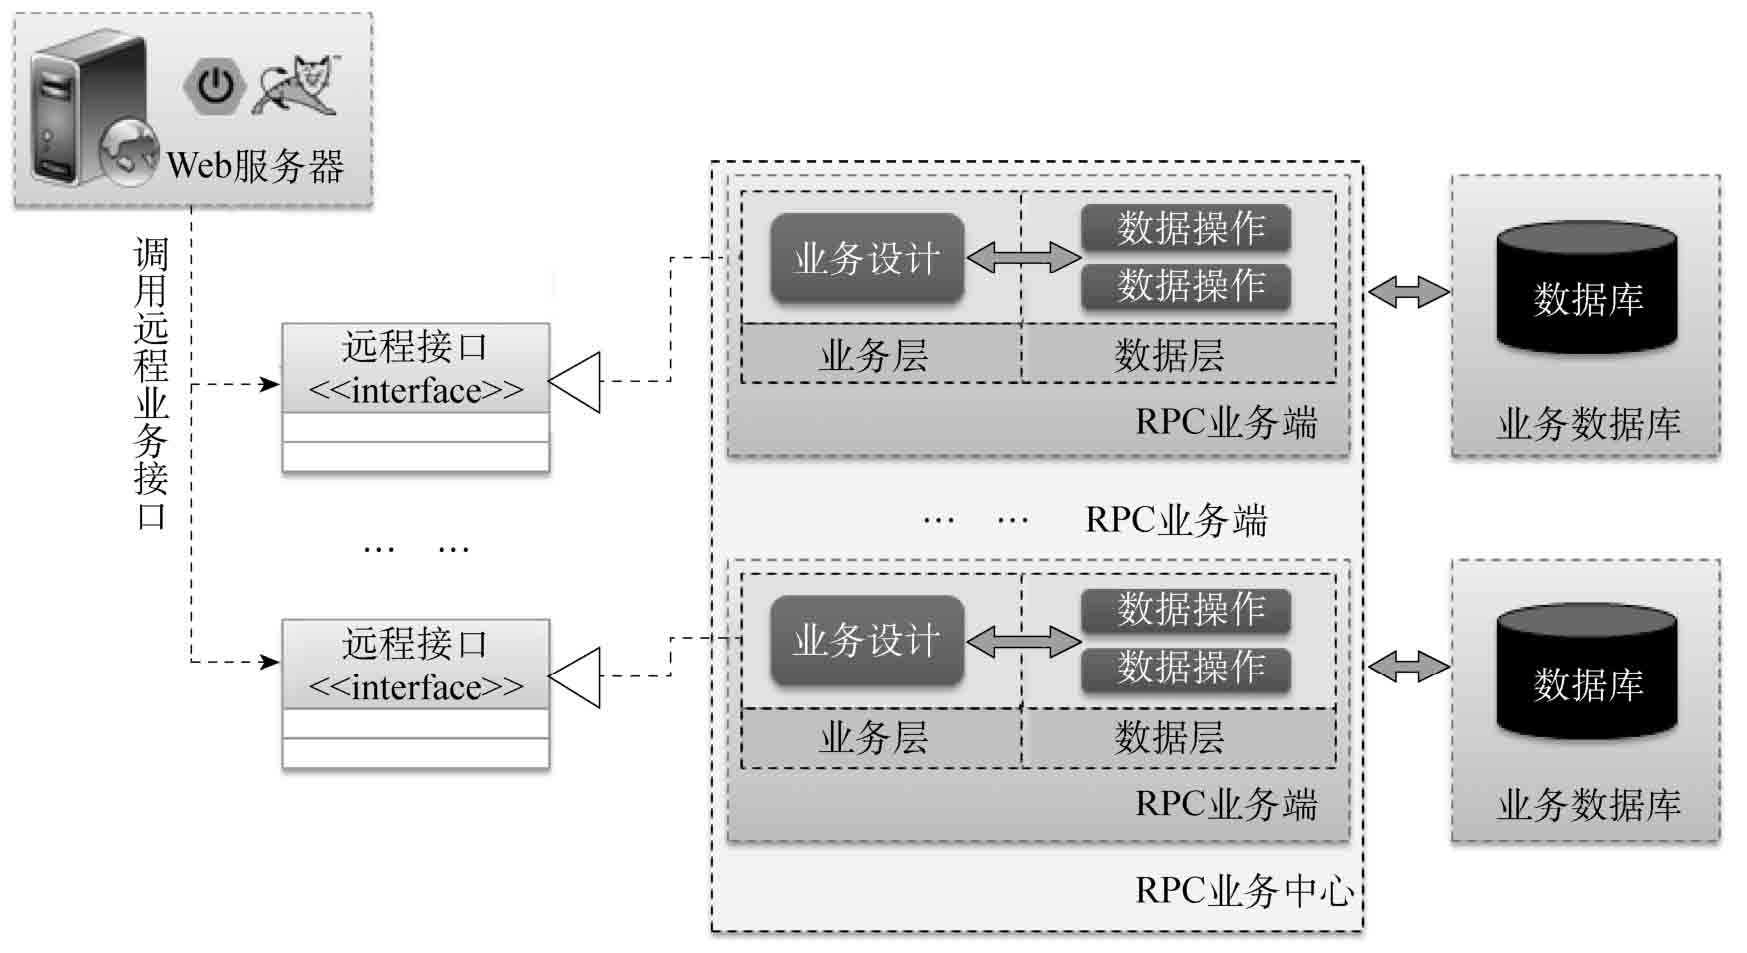 Web服务器
调用远程业务接口
远程接口
<<interface>>
… …
远程接口
<<interface>>
业务设计
数据操作
数据操作
业务层
数据层
RPC业务端
… … RPC业务端
业务设计
数据操作
数据操作
业务层
数据层
RPC业务端
RPC业务中心
数据库
业务数据库
数据库
业务数据库